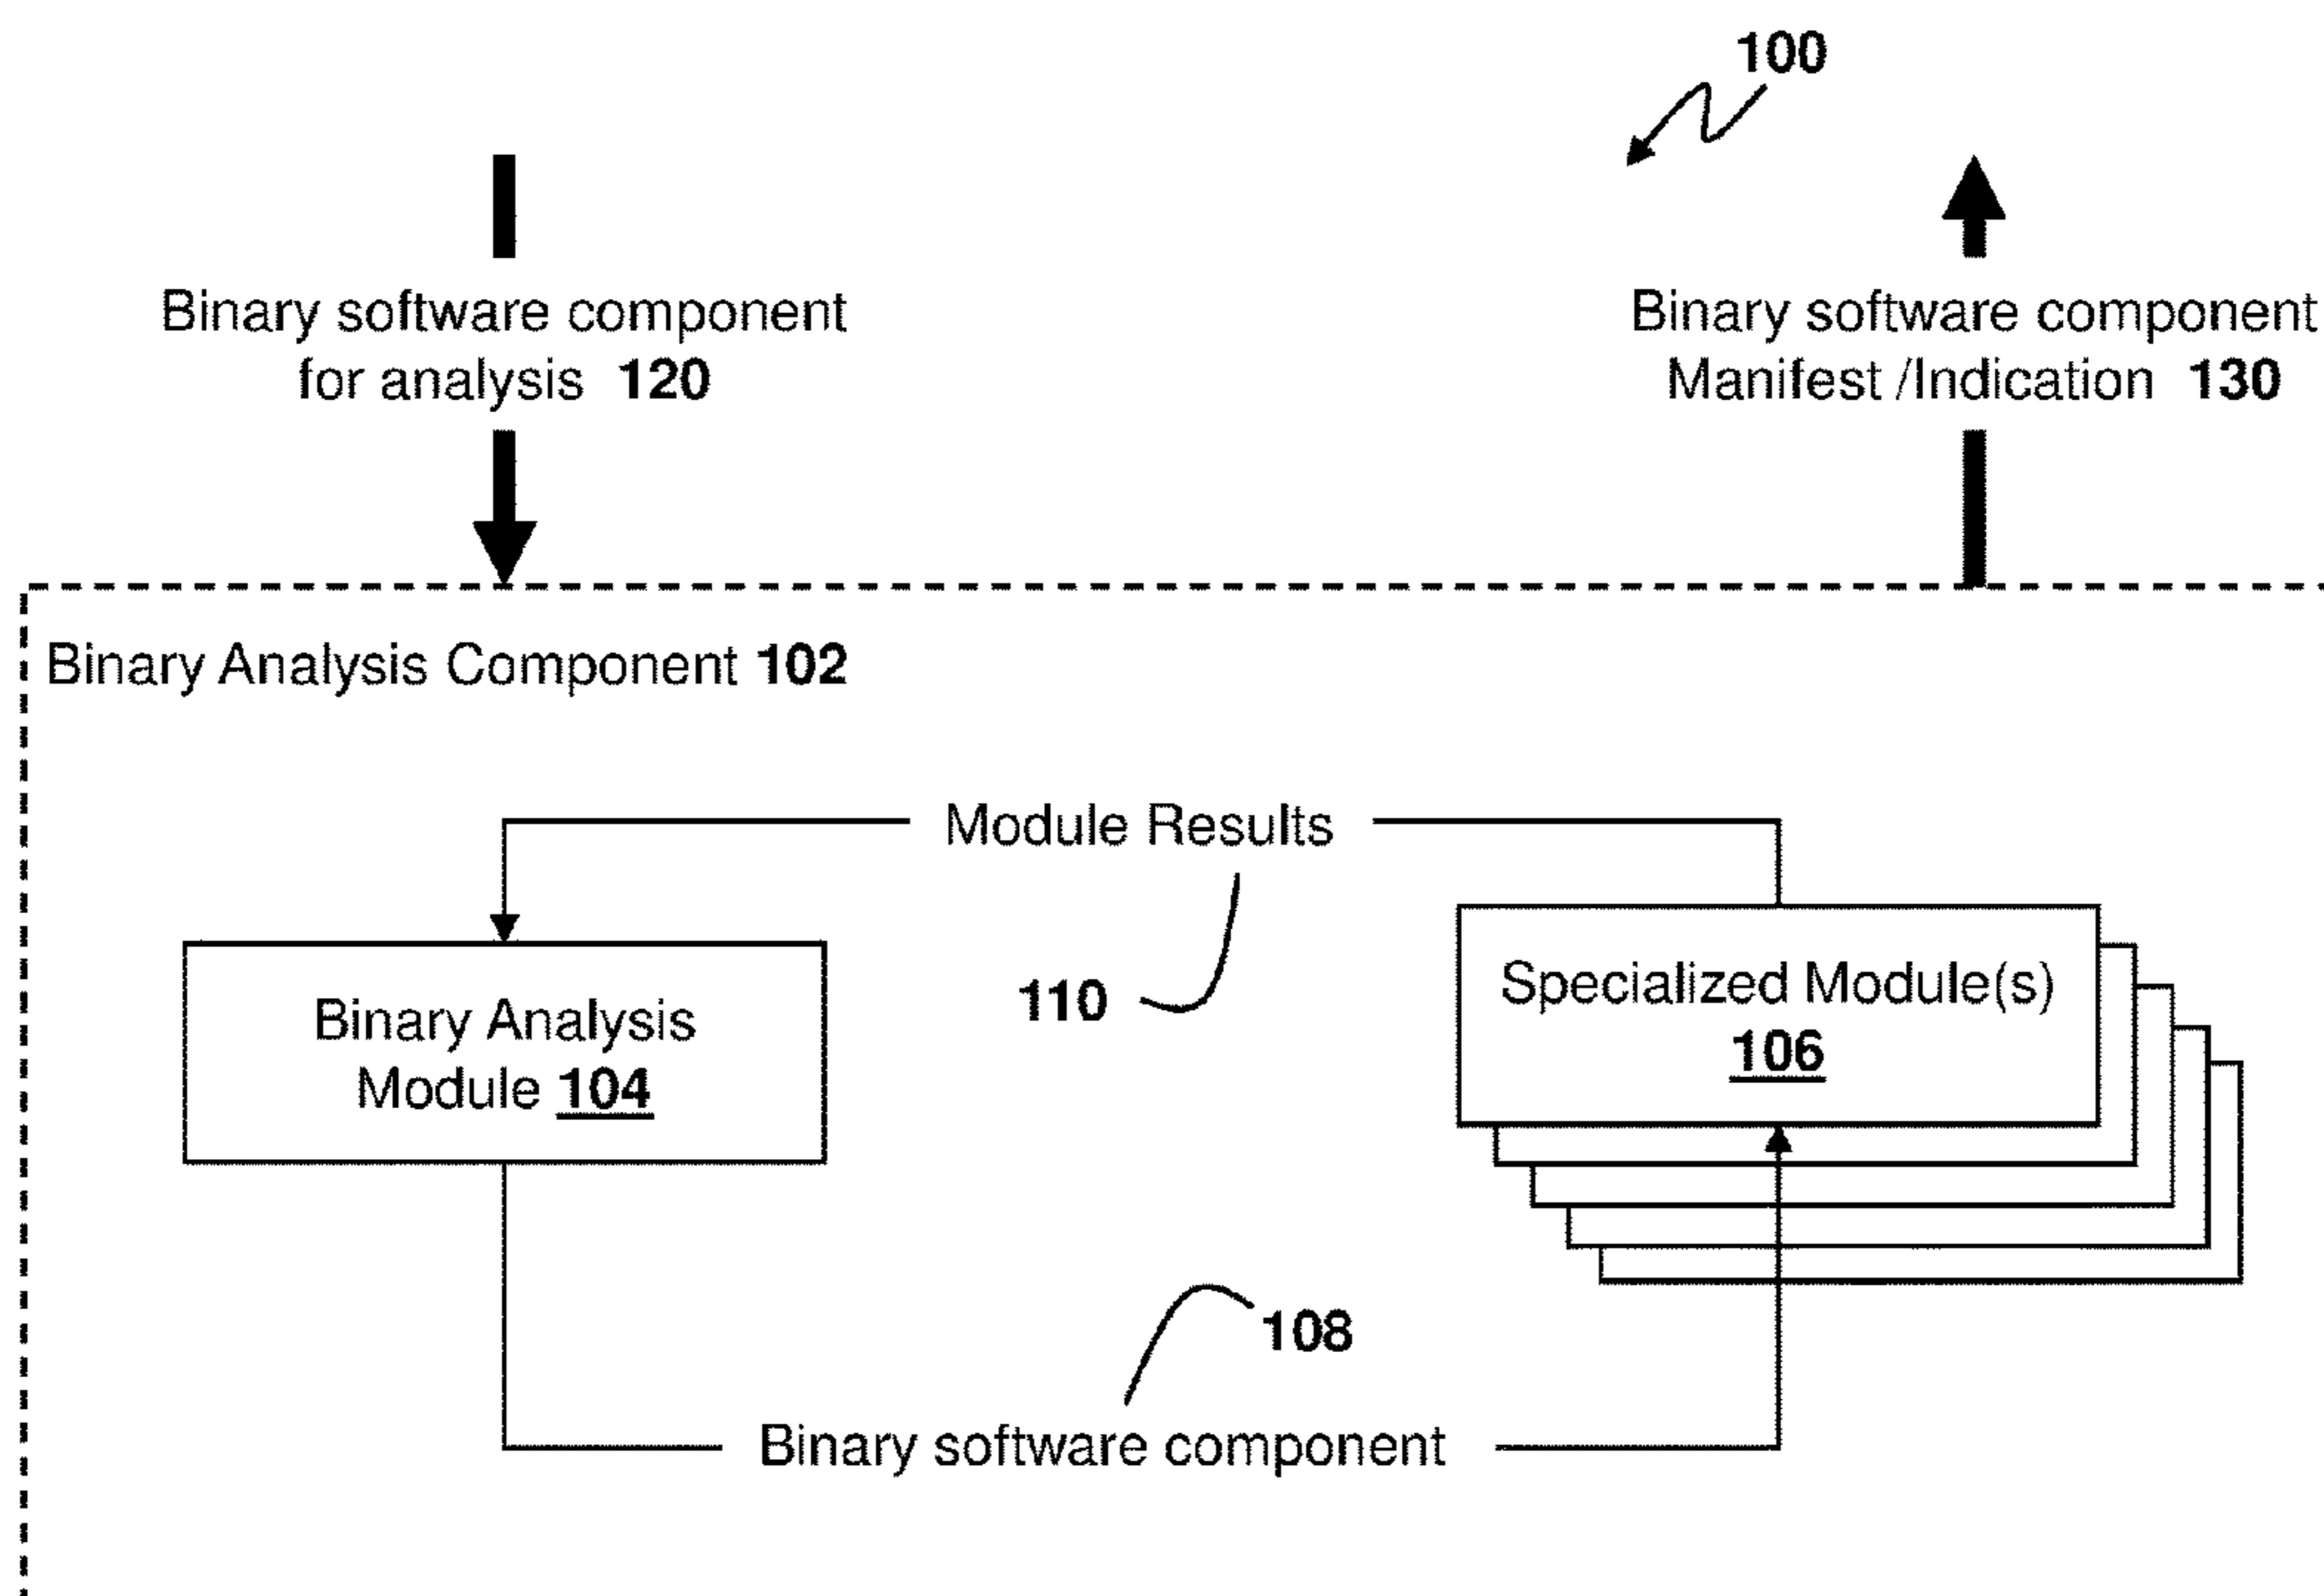 100
Binary software component
for analysis 120
Binary software component
Manifest /Indication 130
Binary Analysis Component 102
Module Results
110
Binary Analysis
Module 104
Specialized Module(s)
106
108
Binary software component